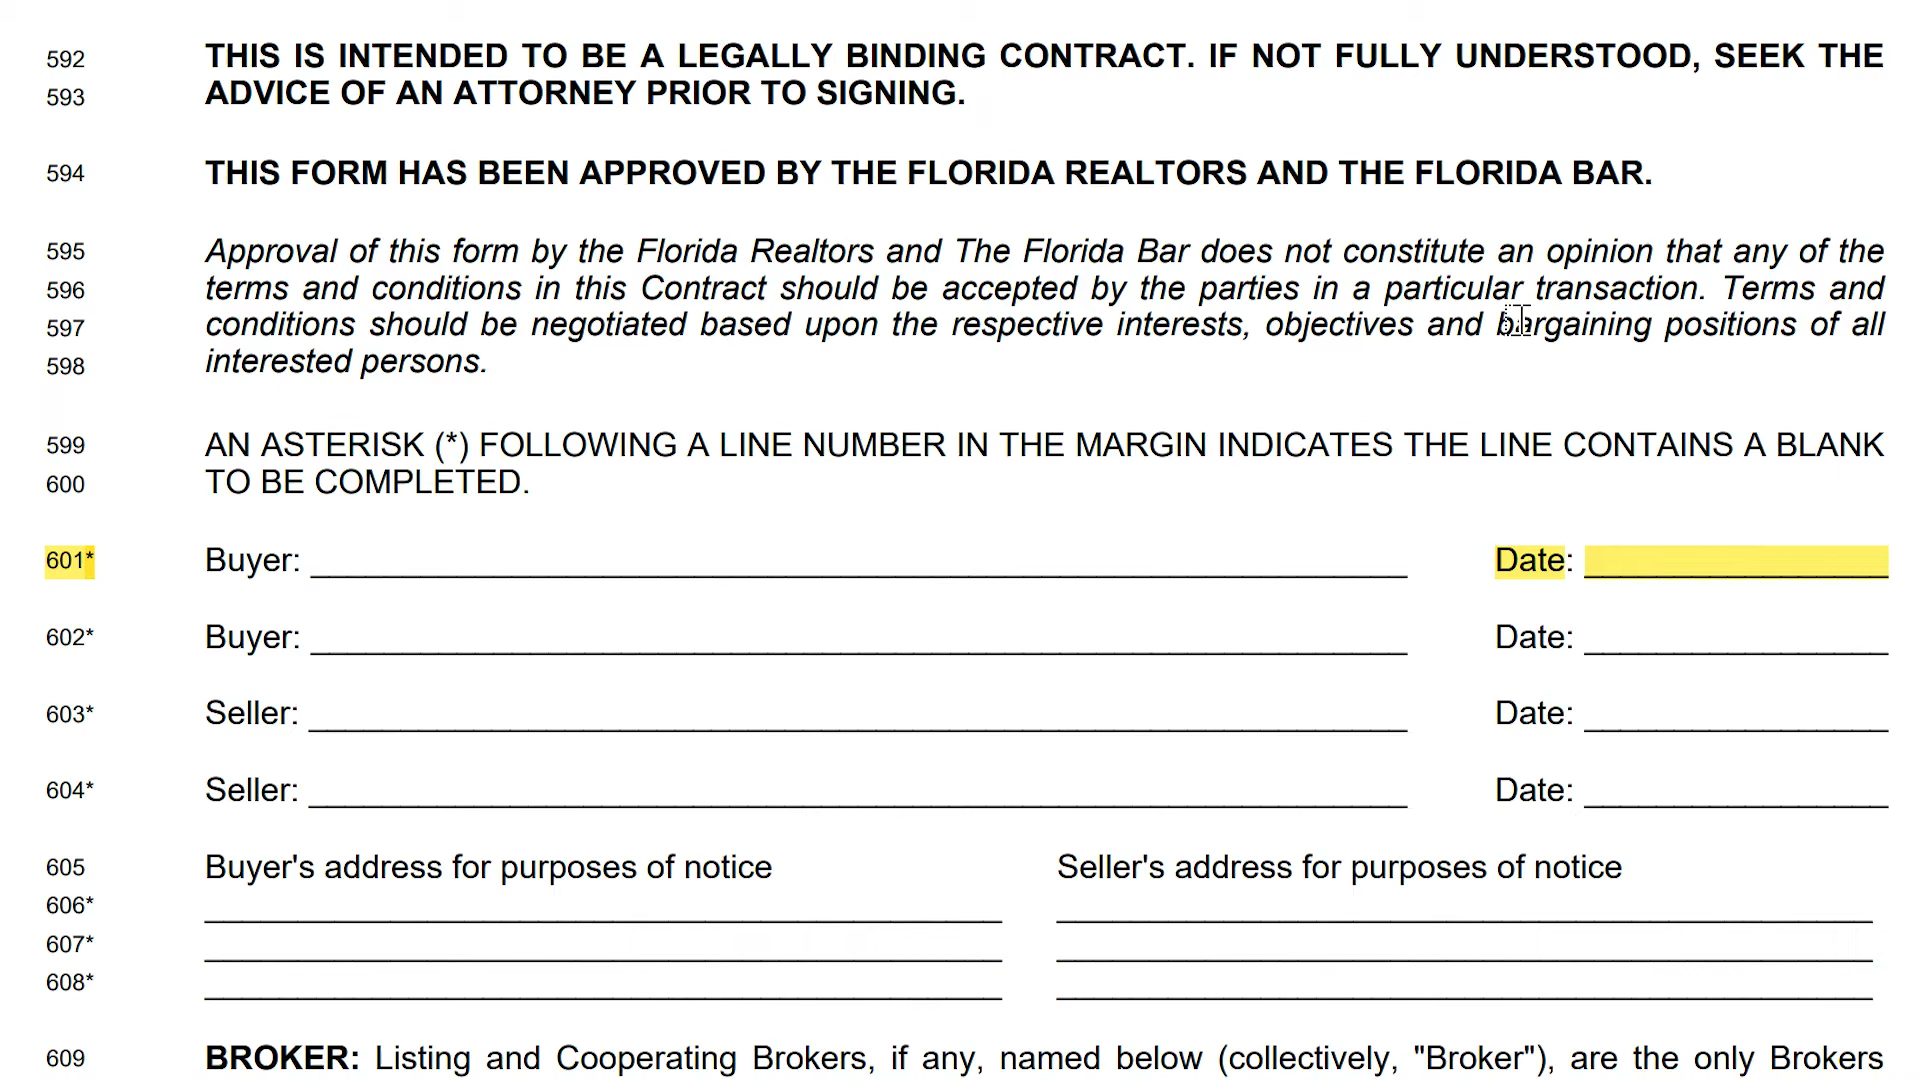 592 THIS IS INTENDED TO BE A LEGALLY BINDING CONTRACT. IF NOT FULLY UNDERSTOOD, SEEK THE
593 ADVICE OF AN ATTORNEY PRIOR TO SIGNING.
594 THIS FORM HAS BEEN APPROVED BY THE FLORIDA REALTORS AND THE FLORIDA BAR.
595 Approval of this form by the Florida Realtors and The Florida Bar does not constitute an opinion that any of the
596 terms and conditions in this Contract should be accepted by the parties in a particular transaction. Terms and
597 conditions should be negotiated based upon the respective interests, objectives and bargaining positions of all
598 interested persons.
599 AN ASTERISK (*) FOLLOWING A LINE NUMBER IN THE MARGIN INDICATES THE LINE CONTAINS A BLANK
600 TO BE COMPLETED.
601* Buyer: Date:
602* Buyer: Date:
603* Seller: Date:
604* Seller: Date:
605 Buyer's address for purposes of notice Seller's address for purposes of notice
606*
607*
608*
609 BROKER: Listing and Cooperating Brokers, if any, named below (collectively, "Broker"), are the only Brokers